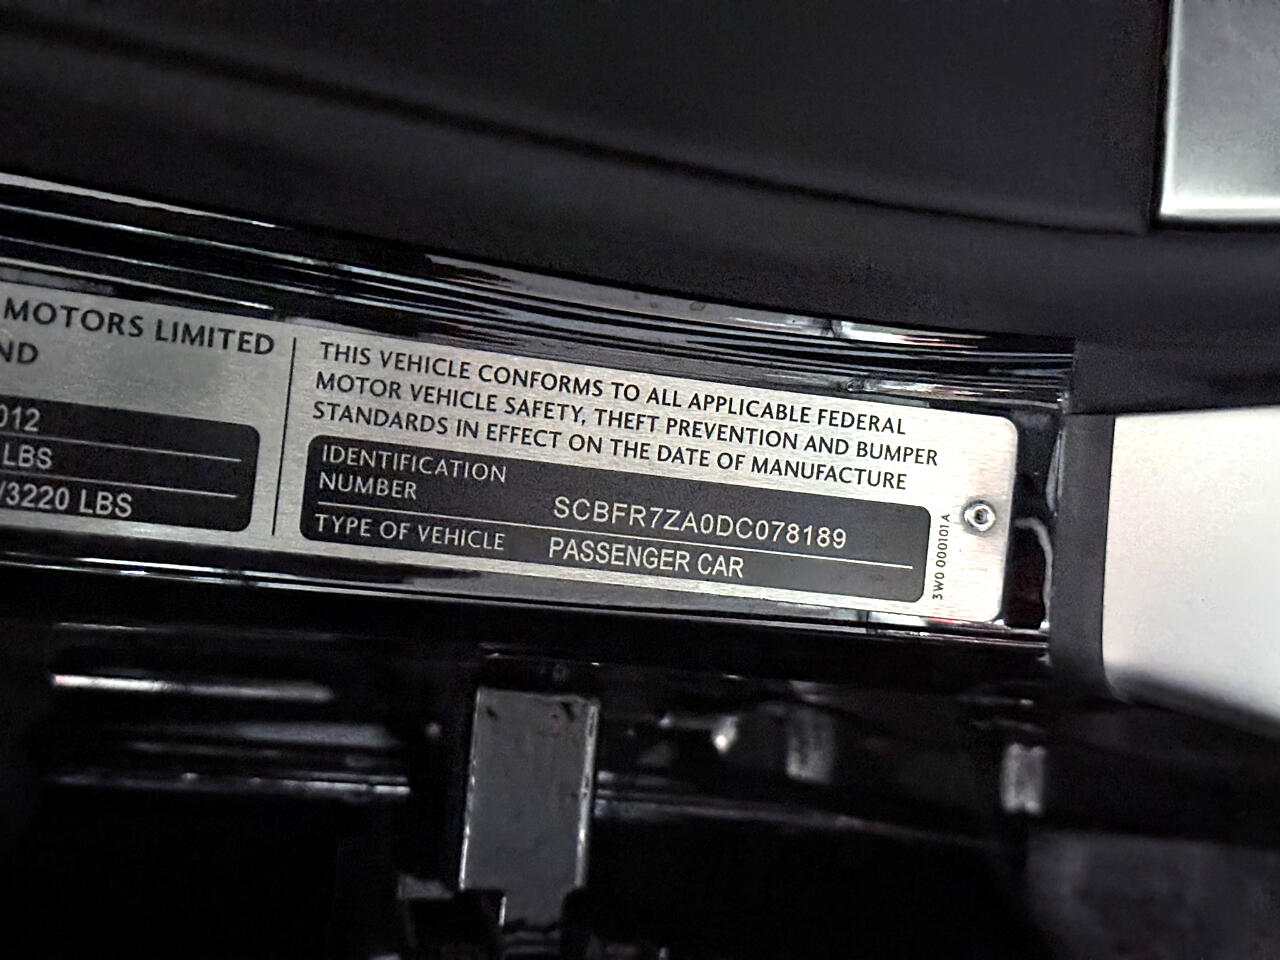 MOTORS LIMITED
ND
012
LBS
/3220 LBS
THIS VEHICLE CONFORMS TO ALL APPLICABLE FEDERAL
MOTOR VEHICLE SAFETY, THEFT PREVENTION AND BUMPER
STANDARDS IN EFFECT ON THE DATE OF MANUFACTURE
IDENTIFICATION
NUMBER SCBFR7ZA0DC078189
TYPE OF VEHICLE PASSENGER CAR
3W0 000101A